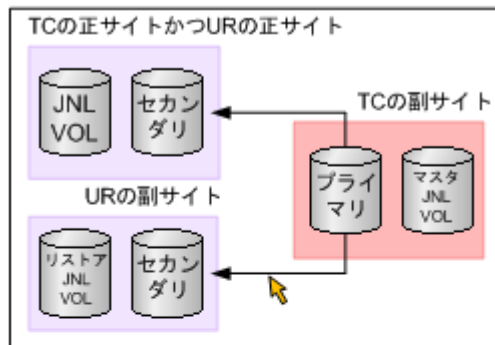 TCの正サイトかつURの正サイト
JNL
VOL
セカン
ダリ
TCの副サイト
プライ
マリ
マスタ
JNL
VOL
URの副サイト
リストア
JNL
VOL
セカン
ダリ